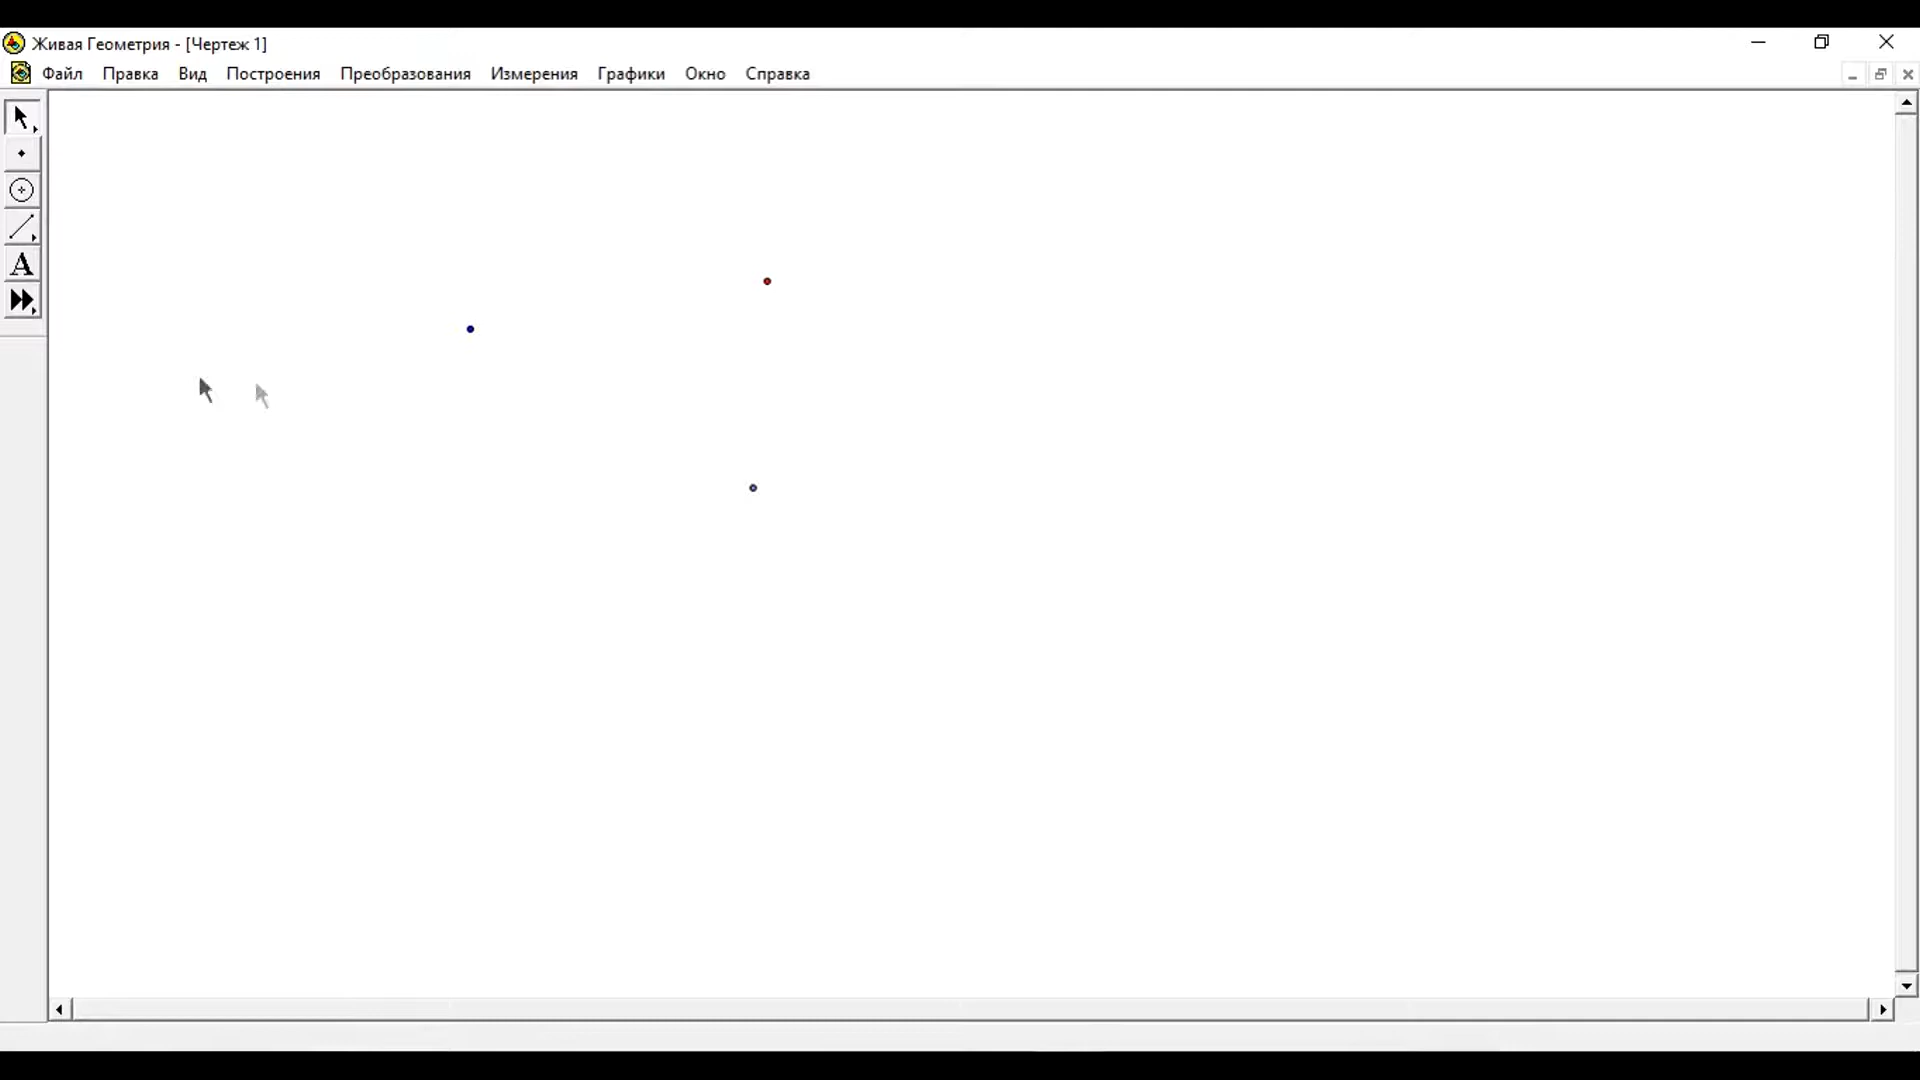 Живая Геометрия - [Чертеж 1]
Файл Правка Вид Построения Преобразования Измерения Графики Окно Справка
A